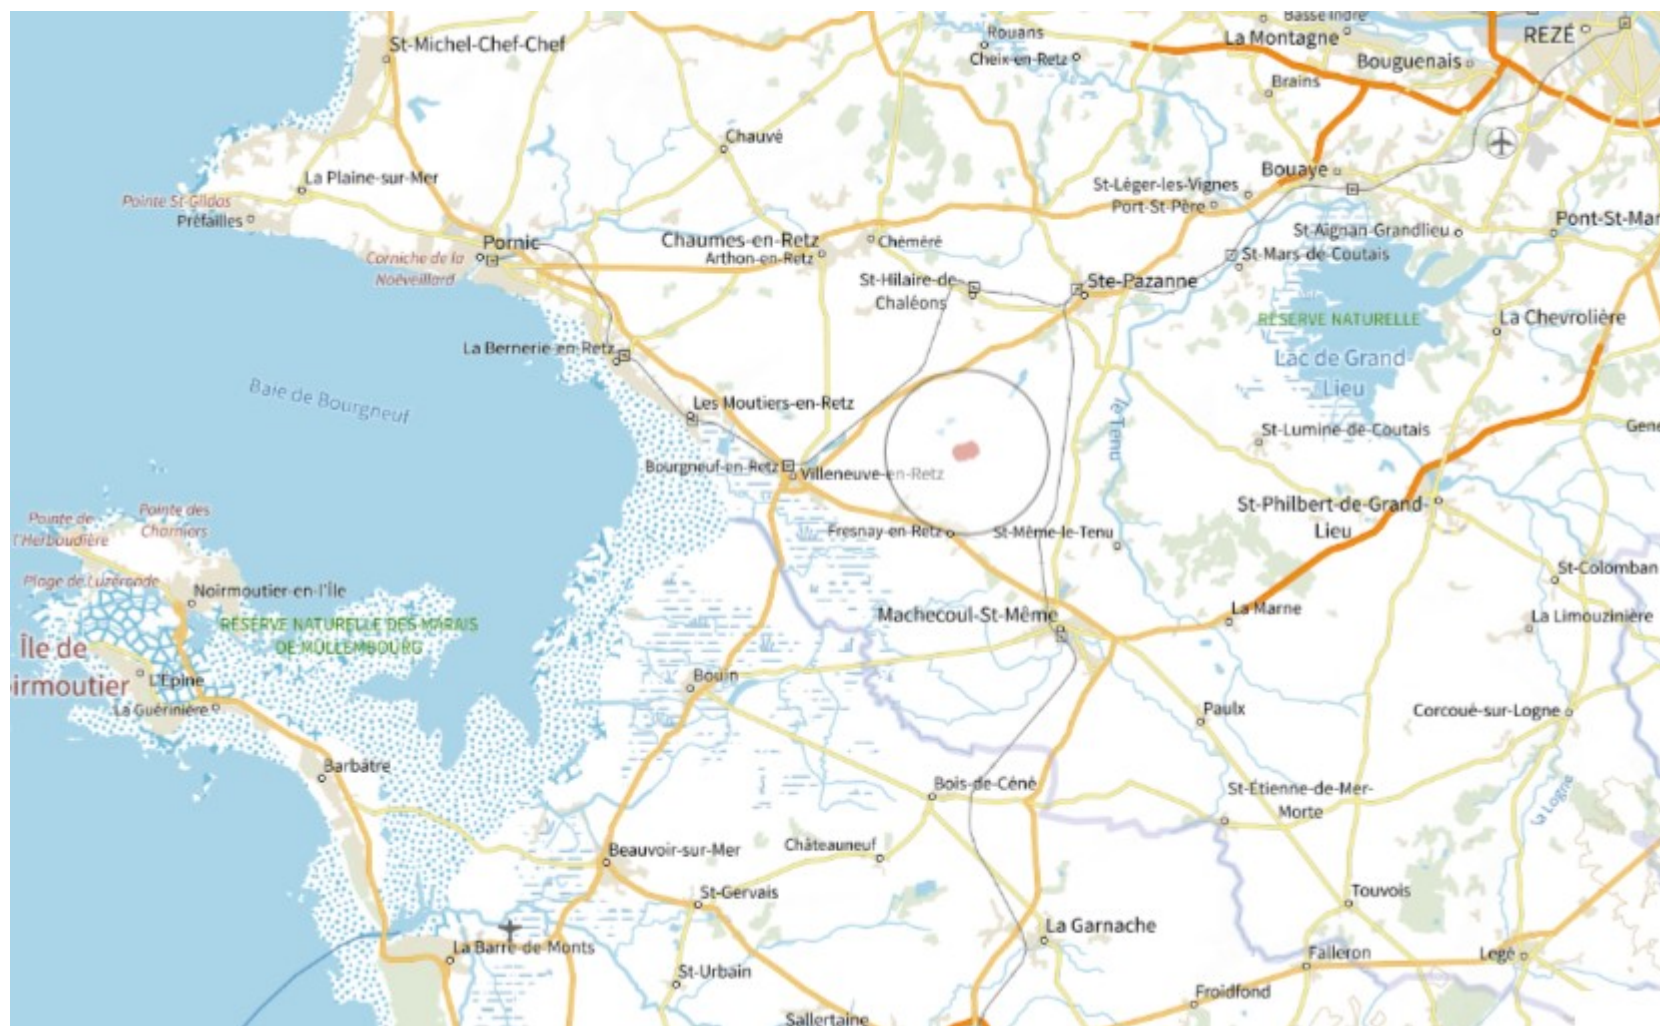 Basse Indre
Rouans
La Montagne
REZÉ
St-Michel-Chef-Chef
Cheix-en-Retz
Bouguenais
Brains
Chauvé
Bouaye
La Plaine-sur-Mer
St-Léger-les-Vignes
Pointe St-Gildas
Port-St-Père
Préfailles
Pont-St-Mar
St-Aignan-Grandlieu
Pornic
Chaumes-en-Retz
Chéméré
Corniche de la
Noëveillard
Arthon-en-Retz
St-Mars-de-Coutais
St-Hilaire-de-
Chaléons
Ste-Pazanne
RÉSERVE NATURELLE
La Chevrolière
La Bernerie-en-Retz
Lac de Grand-
Lieu
Baie de Bourgneuf
Les Moutiers-en-Retz
le Tenu
St-Lumine-de-Coutais
Gene
Bourgneuf-en-Retz
Villeneuve-en-Retz
St-Philbert-de-Grand-
Lieu
Pointe de
l'Herbaudière
Pointe des
Charniers
Fresnay-en-Retz
St-Même-le-Tenu
St-Colomban
Plage de Luzéronde
Noirmoutier-en-l'Île
La Marne
Machecoul-St-Même
La Limouzinière
RÉSERVE NATURELLE DES MARAIS
DE MÜLLEMBOURG
Île de
oirmoutier
L'Épine
Bouin
La Guérinière
Paulx
Corcoué-sur-Logne
Barbâtre
Bois-de-Céné
St-Étienne-de-Mer-
Morte
La Logne
Beauvoir-sur-Mer
Châteauneuf
St-Gervais
Touvois
La Garnache
La Barre-de-Monts
Falleron
Legé
St-Urbain
Froidfond
Sallertaine